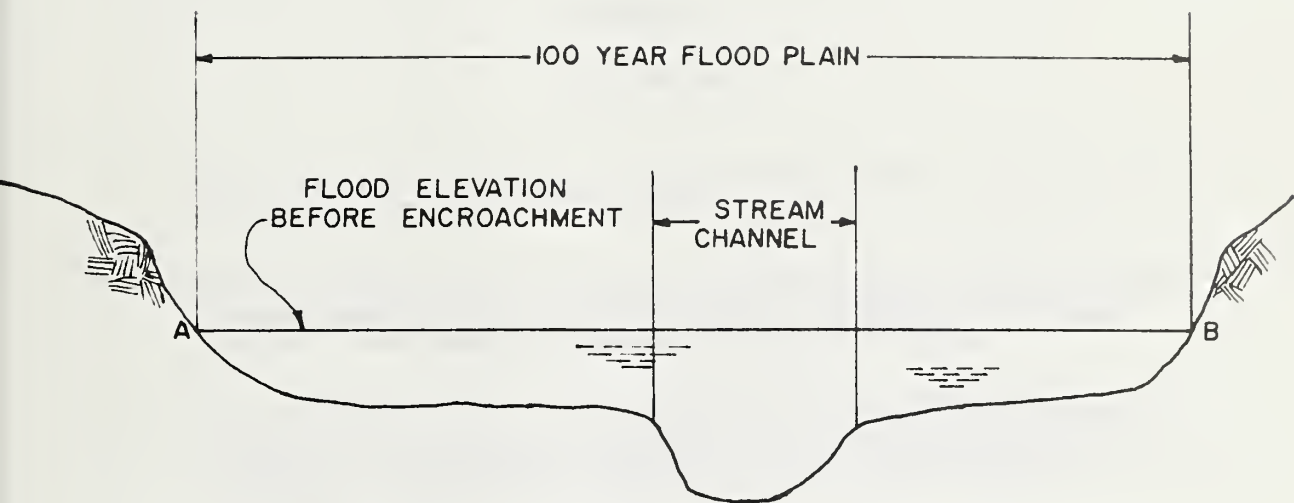 100 YEAR FLOOD PLAIN
FLOOD ELEVATION
BEFORE ENCROACHMENT
STREAM
CHANNEL
A
B